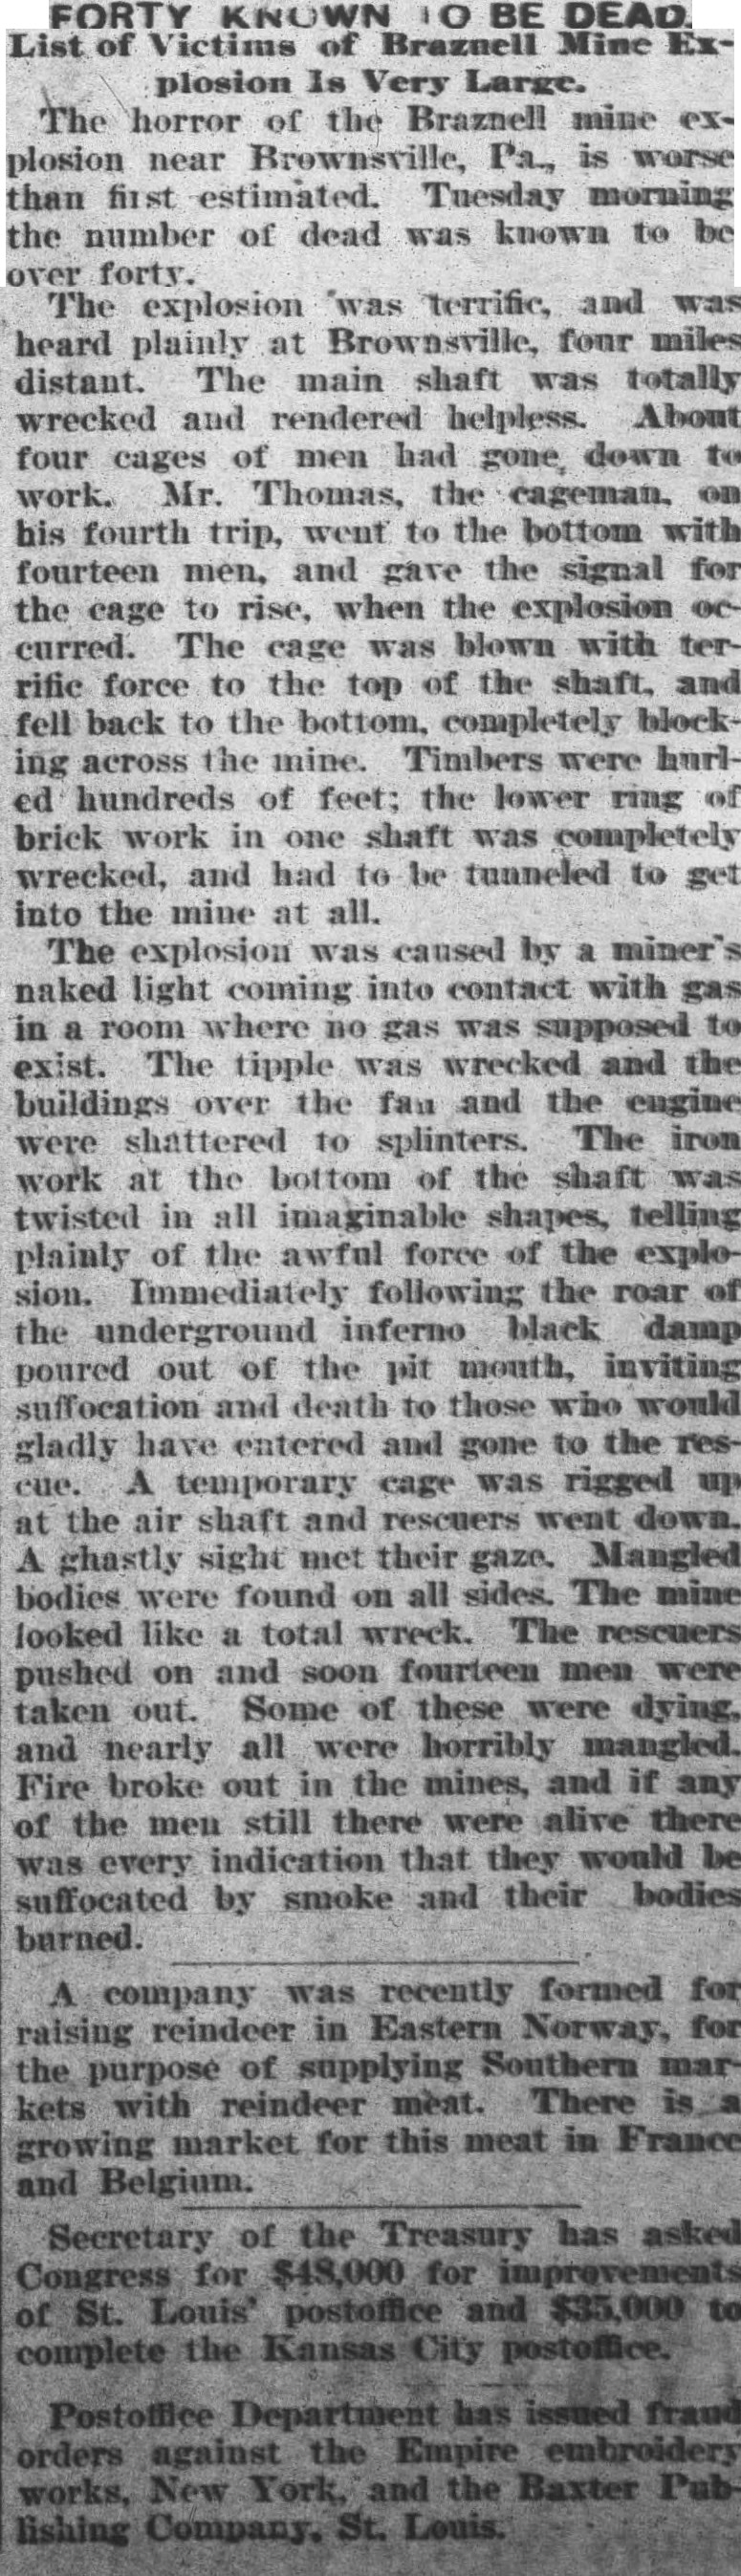 FORTY KNOWN TO BE DEAD.
List of Victims of Braznell Mine Ex-
plosion Is Very Large.
The horror of the Braznell mine ex-
plosion near Brownsville, Pa., is worse
than first estimated. Tuesday morning
the number of dead was known to be
over forty.
The explosion was terrific, and was
heard plainly at Brownsville, four miles
distant. The main shaft was totally
wrecked and rendered helpless. About
four cages of men had gone down to
work. Mr. Thomas, the cageman, on
his fourth trip, went to the bottom with
fourteen men, and gave the signal for
the cage to rise, when the explosion oc-
curred. The cage was blown with ter-
rific force to the top of the shaft, and
fell back to the bottom, completely block-
ing across the mine. Timbers were hurl-
ed hundreds of feet; the lower ring of
brick work in one shaft was completely
wrecked, and had to be tunneled to get
into the mine at all.
The explosion was caused by a miner's
naked light coming into contact with gas
in a room where no gas was supposed to
exist. The tipple was wrecked and the
buildings over the fan and the engine
were shattered to splinters. The iron
work at the bottom of the shaft was
twisted in all imaginable shapes, telling
plainly of the awful force of the explo-
sion. Immediately following the roar of
the underground inferno black damp
poured out of the pit mouth, inviting
suffocation and death to those who would
gladly have entered and gone to the res-
cue. A temporary cage was rigged up
at the air shaft and rescuers went down.
A ghastly sight met their gaze. Mangled
bodies were found on all sides. The mine
looked like a total wreck. The rescuers
pushed on and soon fourteen men were
taken out. Some of these were dying,
and nearly all were horribly mangled.
Fire broke out in the mines, and if any
of the men still there were alive there
was every indication that they would be
suffocated by smoke and their bodies
burned.
A company was recently formed for
raising reindeer in Eastern Norway, for
the purpose of supplying Southern mar-
kets with reindeer meat. There is a
growing market for this meat in France
and Belgium.
Secretary of the Treasury has asked
Congress for $48,000 for improvements
of St. Louis' postoffice and $35,000 to
complete the Kansas City postoffice.
Postoffice Department has issued fraud
orders against the Empire embroidery
works, New York, and the Baxter Pub-
lishing Company, St. Louis.